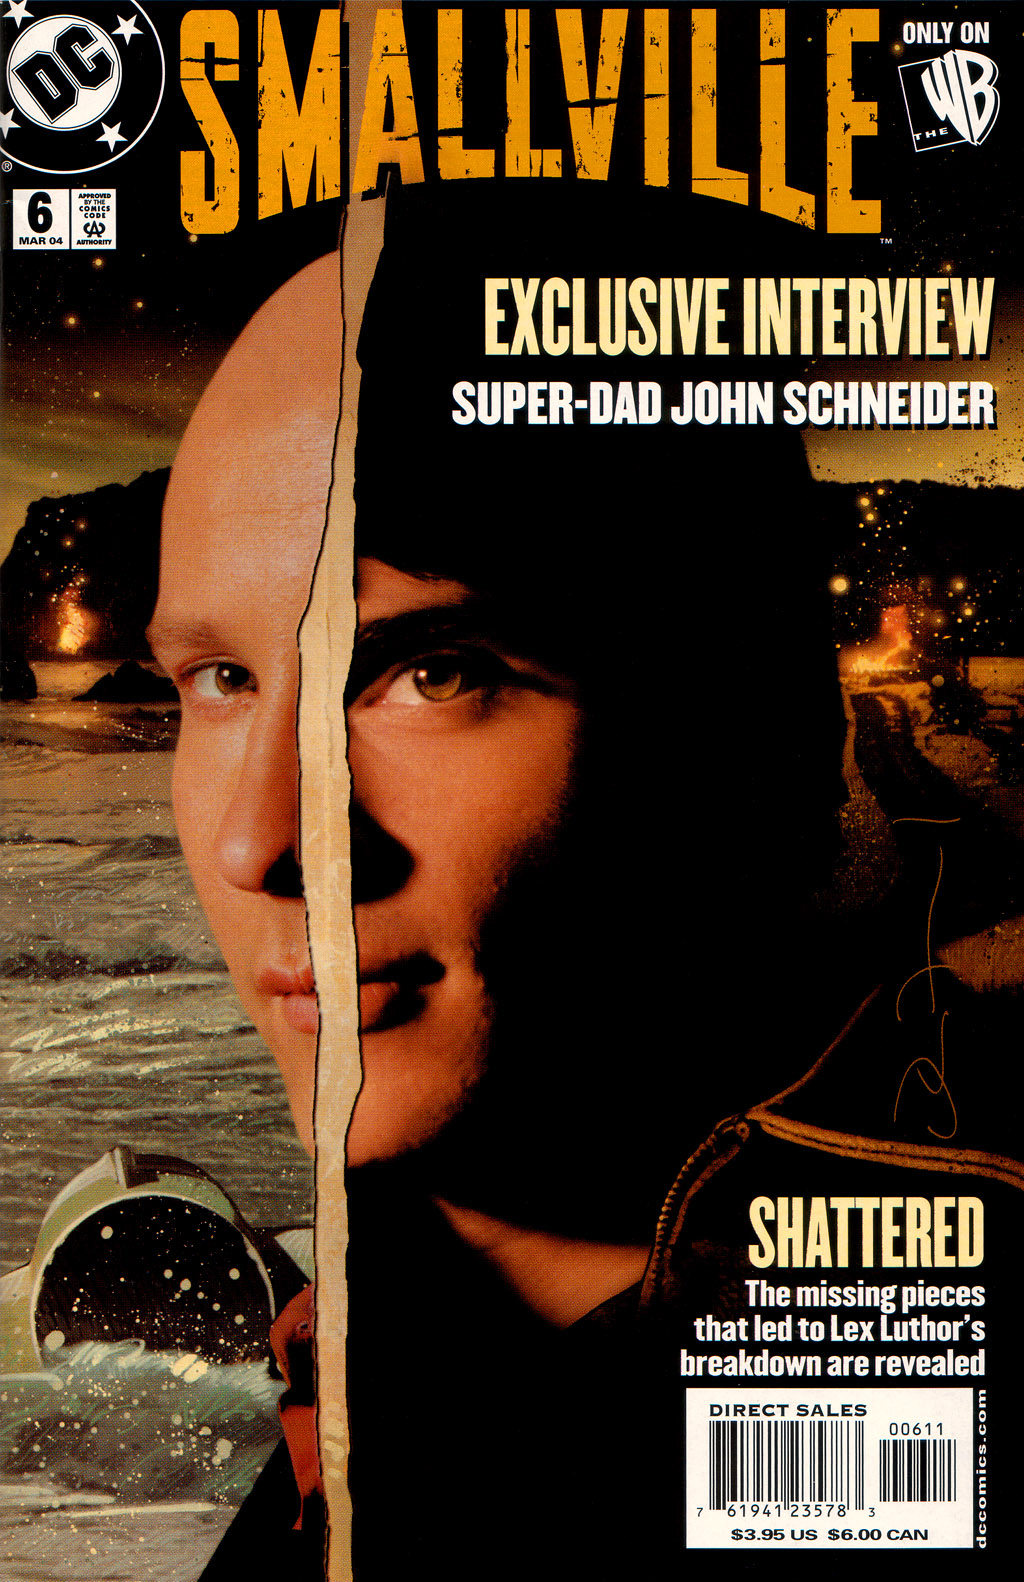 DC
®
SMALLVILLE
™
ONLY ON
THE WB
6
MAR 04
APPROVED
BY THE
COMICS
CODE
CA
AUTHORITY
EXCLUSIVE INTERVIEW
SUPER-DAD JOHN SCHNEIDER
SHATTERED
The missing pieces
that led to Lex Luthor's
breakdown are revealed
DIRECT SALES
00611
7 61941 23578 3
$3.95 US $6.00 CAN
dccomics.com